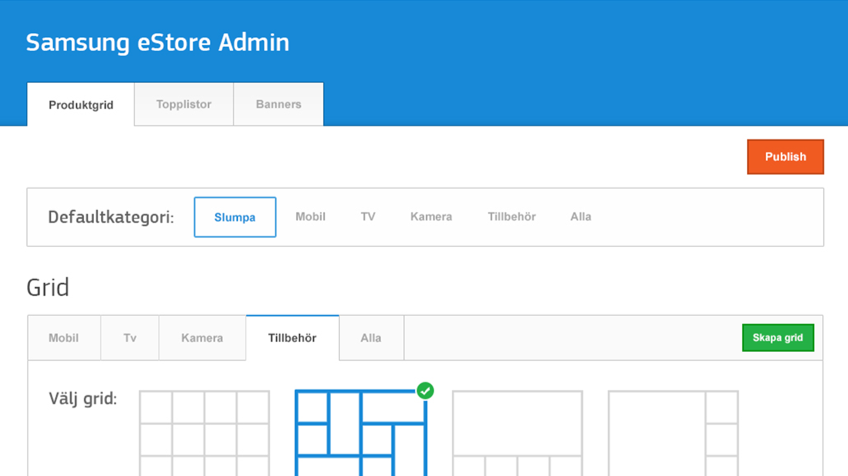 Samsung eStore Admin
Produktgrid Topplistor Banners
Publish
Defaultkategori: Slumpa Mobil TV Kamera Tillbehör Alla
Grid
Mobil Tv Kamera Tillbehör Alla Skapa grid
Välj grid: